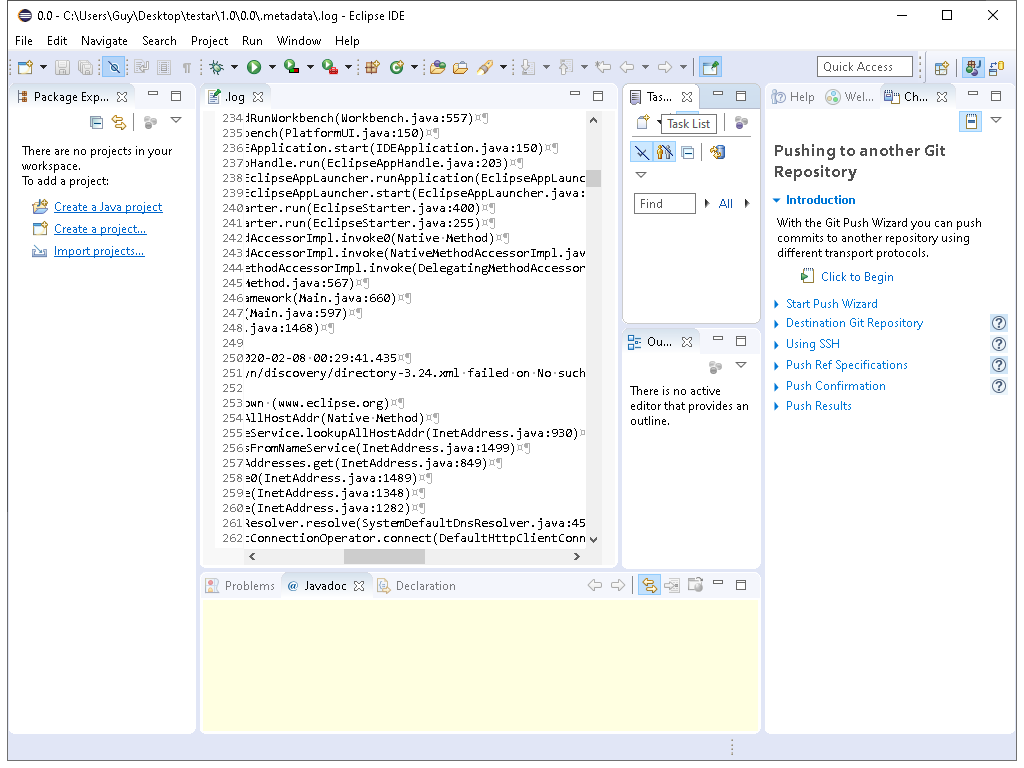 0.0 - C:\Users\Guy\Desktop\testar\1.0\0.0\.metadata\.log - Eclipse IDE
File Edit Navigate Search Project Run Window Help
Quick Access
Package Exp...
There are no projects in your
workspace.
To add a project:
Create a Java project
Create a project...
Import projects...
.log
234 dRunWorkbench(Workbench.java:557)¤¶
235 bench(PlatformUI.java:150)¤¶
236 EApplication.start(IDEApplication.java:150)¤¶
237 pHandle.run(EclipseAppHandle.java:203)¤¶
238 EclipseAppLauncher.runApplication(EclipseAppLaunc
239 EclipseAppLauncher.start(EclipseAppLauncher.java:
240 arter.run(EclipseStarter.java:400)¤¶
241 arter.run(EclipseStarter.java:255)¤¶
242 dAccessorImpl.invoke0(Native·Method)¤¶
243 dAccessorImpl.invoke(NativeMethodAccessorImpl.jav
244 ethodAccessorImpl.invoke(DelegatingMethodAccessor
245 Method.java:567)¤¶
246 amework(Main.java:660)¤¶
247 (Main.java:597)¤¶
248 .java:1468)¤¶
249
250 020-02-08·00:29:41.435¤¶
251 yn/discovery/directory-3.24.xml·failed·on·No·such
252
253 own·(www.eclipse.org)¤¶
254 AllHostAddr(Native·Method)¤¶
255 eService.lookupAllHostAddr(InetAddress.java:930)¤
256 sFromNameService(InetAddress.java:1499)¤¶
257 Addresses.get(InetAddress.java:849)¤¶
258 e0(InetAddress.java:1489)¤¶
259 e(InetAddress.java:1348)¤¶
260 e(InetAddress.java:1282)¤¶
261 Resolver.resolve(SystemDefaultDnsResolver.java:45
262 tConnectionOperator.connect(DefaultHttpClientConn
Tas...
Task List
Find All
Ou...
There is no active
editor that provides an
outline.
Help Wel... Ch...
Pushing to another Git
Repository
Introduction
With the Git Push Wizard you can push
commits to another repository using
different transport protocols.
Click to Begin
Start Push Wizard
Destination Git Repository
Using SSH
Push Ref Specifications
Push Confirmation
Push Results
Problems @ Javadoc Declaration